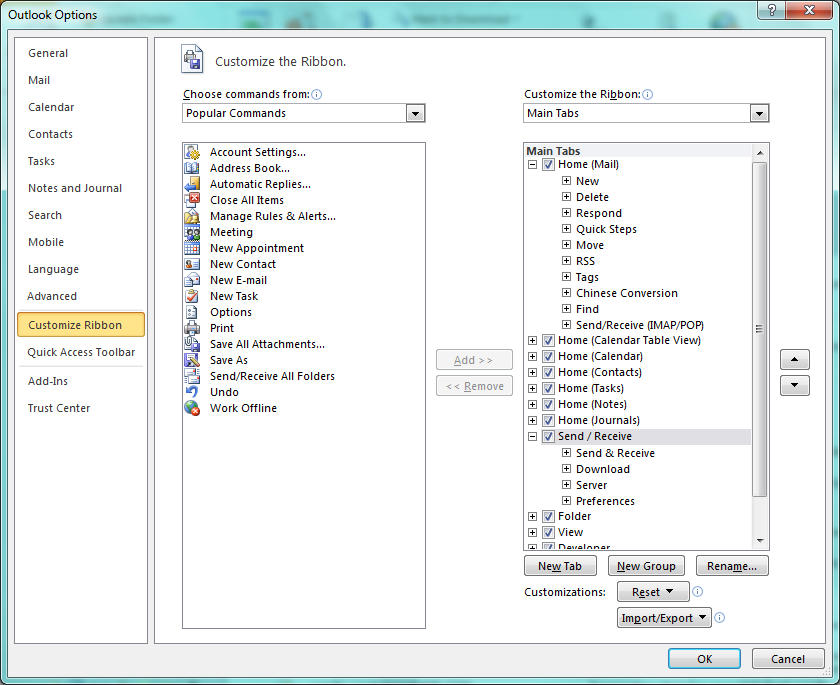 Outlook Options
General
Mail
Calendar
Contacts
Tasks
Notes and Journal
Search
Mobile
Language
Advanced
Customize Ribbon
Quick Access Toolbar
Add-Ins
Trust Center
Customize the Ribbon.
Choose commands from:
Popular Commands
Account Settings...
Address Book...
Automatic Replies...
Close All Items
Manage Rules & Alerts...
Meeting
New Appointment
New Contact
New E-mail
New Task
Options
Print
Save All Attachments...
Save As
Send/Receive All Folders
Undo
Work Offline
Add >>
<< Remove
Customize the Ribbon:
Main Tabs
Main Tabs
Home (Mail)
New
Delete
Respond
Quick Steps
Move
RSS
Tags
Chinese Conversion
Find
Send/Receive (IMAP/POP)
Home (Calendar Table View)
Home (Calendar)
Home (Contacts)
Home (Tasks)
Home (Notes)
Home (Journals)
Send / Receive
Send & Receive
Download
Server
Preferences
Folder
View
Developer
New Tab
New Group
Rename...
Customizations:
Reset
Import/Export
OK
Cancel